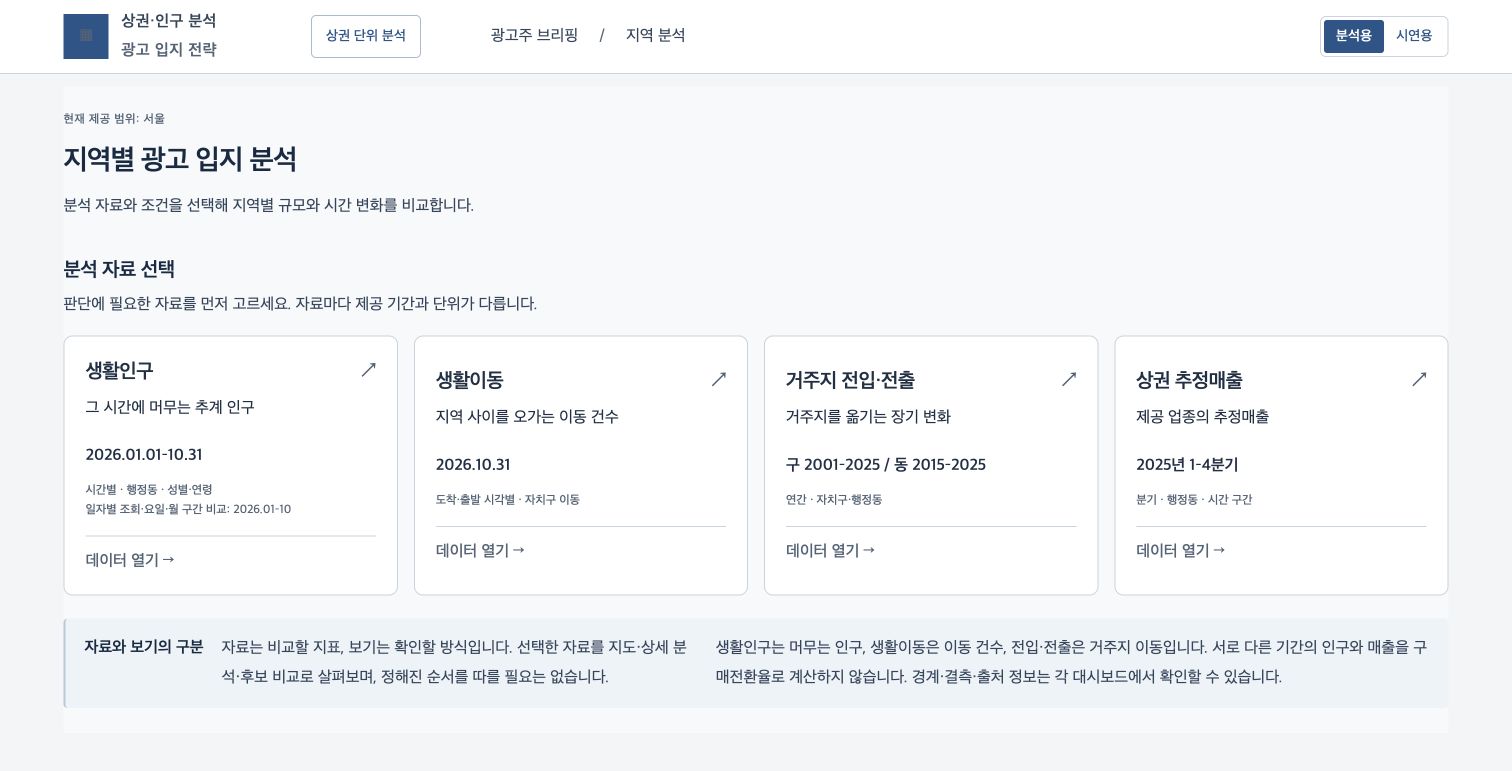 상권·인구 분석
광고 입지 전략
상권 단위 분석
광고주 브리핑 / 지역 분석
분석용 시연용
현재 제공 범위: 서울
지역별 광고 입지 분석
분석 자료와 조건을 선택해 지역별 규모와 시간 변화를 비교합니다.
분석 자료 선택
판단에 필요한 자료를 먼저 고르세요. 자료마다 제공 기간과 단위가 다릅니다.
생활인구 ↗
그 시간에 머무는 추계 인구
2026.01.01-10.31
시간별 · 행정동 · 성별·연령
일자별 조회·요일·월 구간 비교: 2026.01-10
데이터 열기 →
생활이동 ↗
지역 사이를 오가는 이동 건수
2026.10.31
도착·출발 시각별 · 자치구 이동
데이터 열기 →
거주지 전입·전출 ↗
거주지를 옮기는 장기 변화
구 2001-2025 / 동 2015-2025
연간 · 자치구·행정동
데이터 열기 →
상권 추정매출 ↗
제공 업종의 추정매출
2025년 1-4분기
분기 · 행정동 · 시간 구간
데이터 열기 →
자료와 보기의 구분
자료는 비교할 지표, 보기는 확인할 방식입니다. 선택한 자료를 지도·상세 분
석·후보 비교로 살펴보며, 정해진 순서를 따를 필요는 없습니다.
생활인구는 머무는 인구, 생활이동은 이동 건수, 전입·전출은 거주지 이동입니다. 서로 다른 기간의 인구와 매출을 구
매전환율로 계산하지 않습니다. 경계·결측·출처 정보는 각 대시보드에서 확인할 수 있습니다.